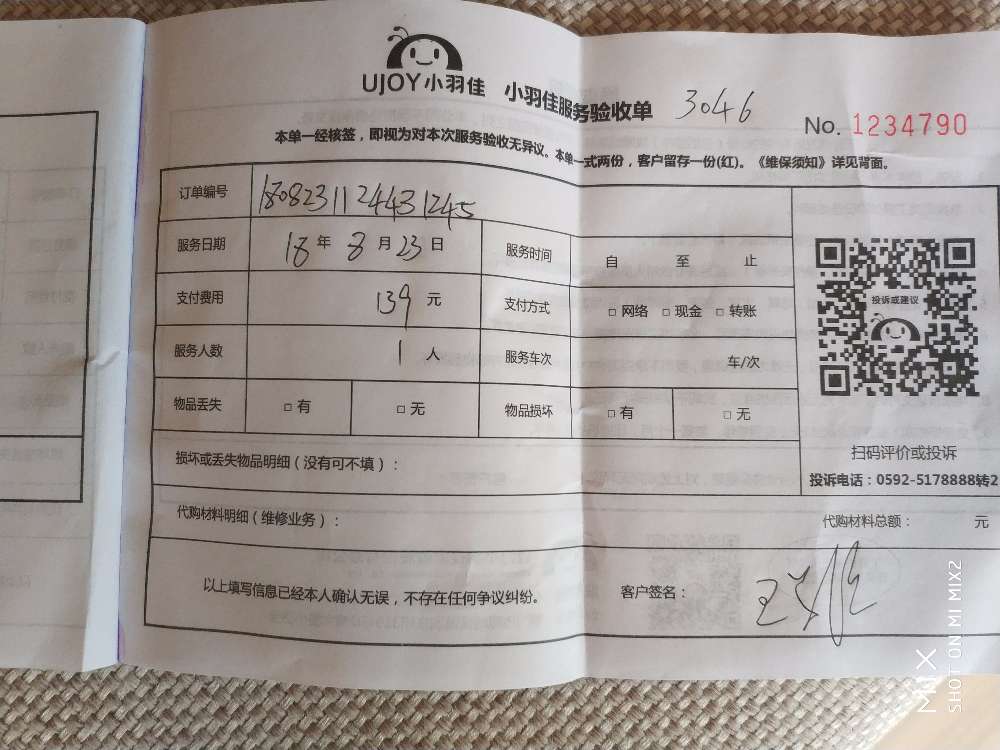 UJOY小羽佳 小羽佳服务验收单 3046
No. 1234790
本单一经核签，即视为对本次服务验收无异议。本单一式两份，客户留存一份(红)。《维保须知》详见背面。
订单编号 1808231124431245
服务日期 18 年 8 月 23 日 服务时间 自 至 止
支付费用 139 元 支付方式 □ 网络 □ 现金 □ 转账
服务人数 1 人 服务车次 车/次
物品丢失 □ 有 □ 无 物品损坏 □ 有 □ 无
投诉或建议
扫码评价或投诉
投诉电话：0592-5178888转2
损坏或丢失物品明细（没有可不填）：
代购材料明细（维修业务）： 代购材料总额： 元
以上填写信息已经本人确认无误，不存在任何争议纠纷。 客户签名：
MIX
SHOT ON MI MIX2